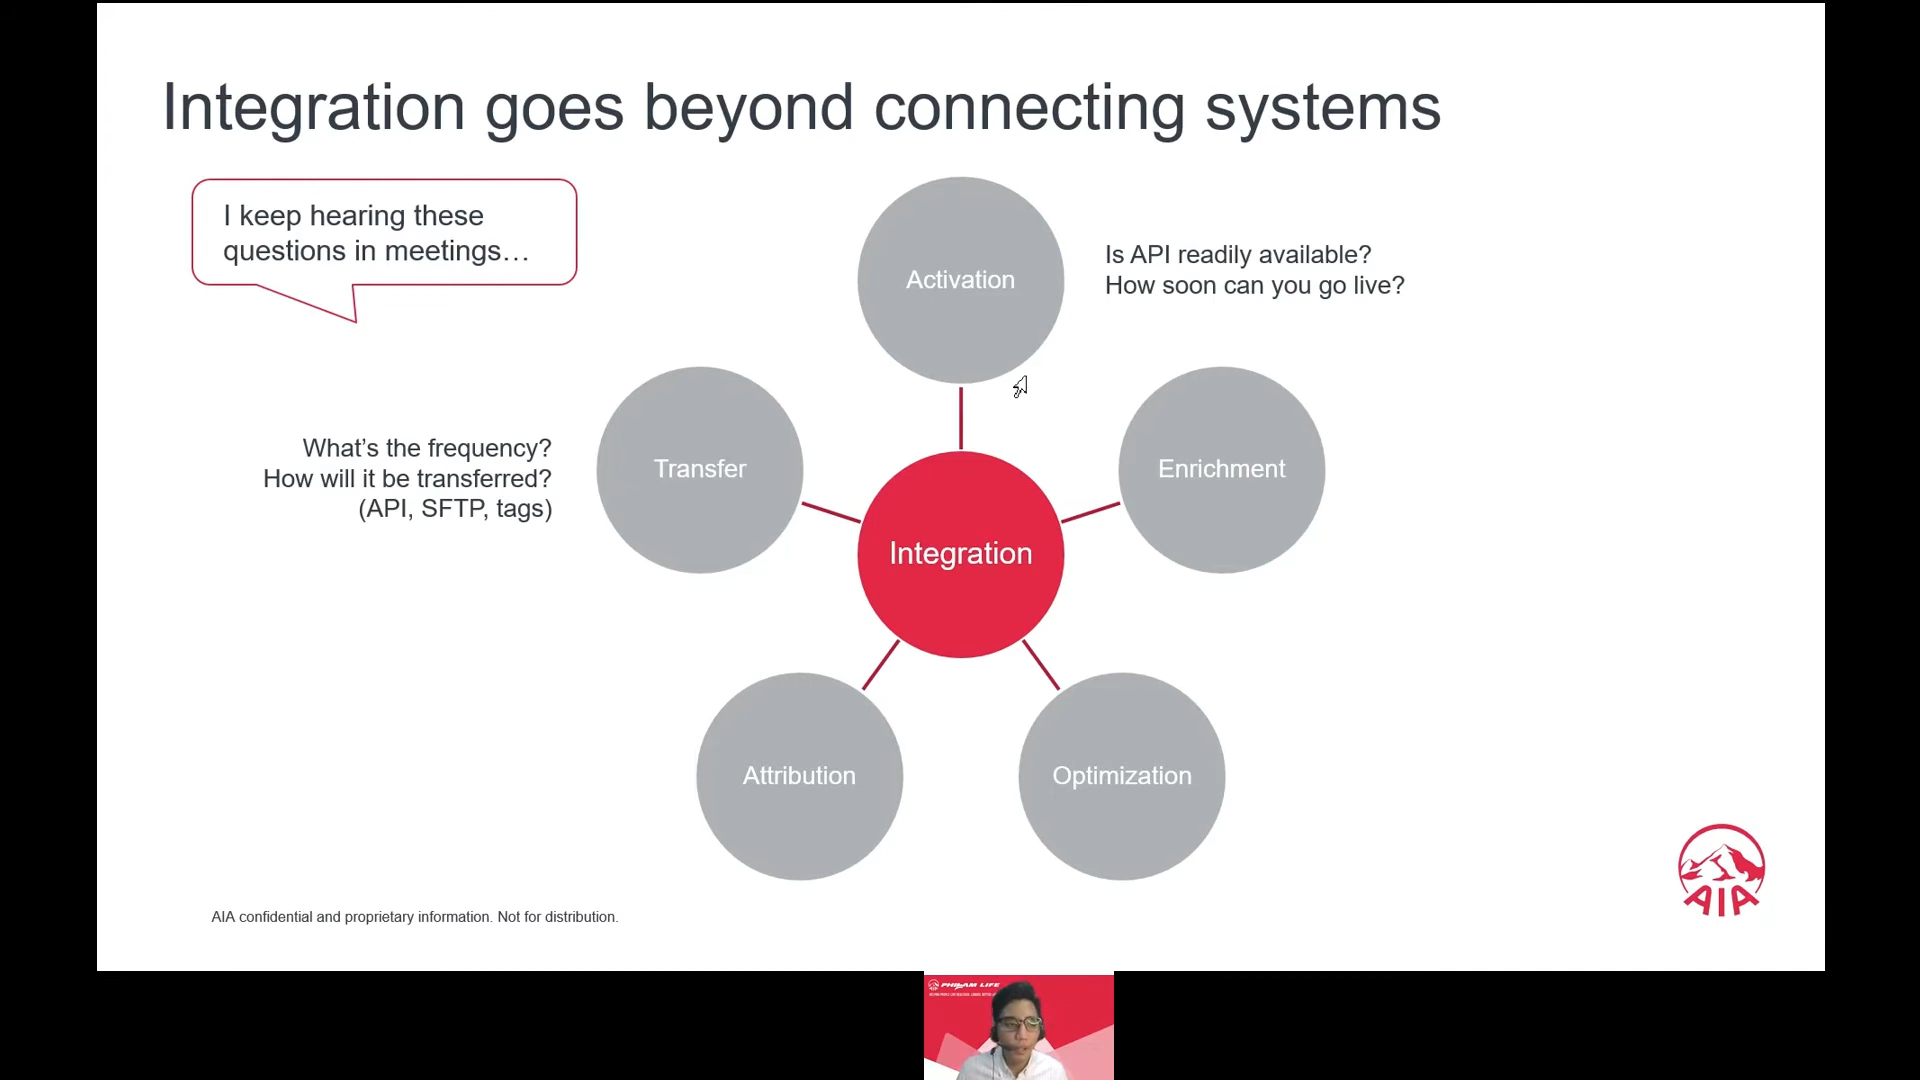 Integration goes beyond connecting systems
I keep hearing these
questions in meetings…
Activation
Is API readily available?
How soon can you go live?
What’s the frequency?
How will it be transferred?
(API, SFTP, tags)
Transfer
Enrichment
Integration
Attribution
Optimization
AIA
AIA confidential and proprietary information. Not for distribution.
PHILAM LIFE